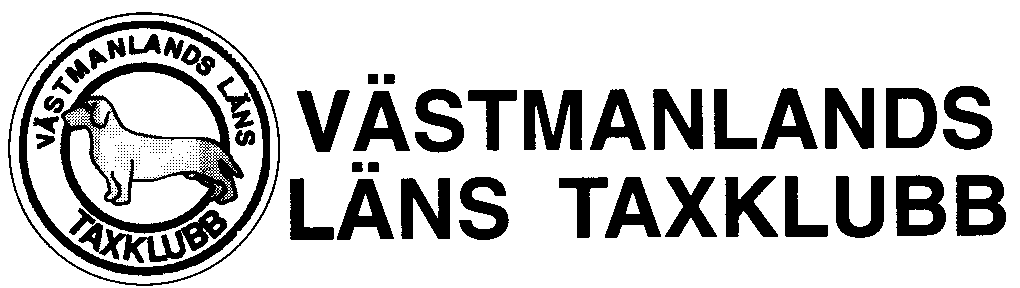 VÄSTMANLANDS LÄNS
TAXKLUBB
VÄSTMANLANDS
LÄNS TAXKLUBB